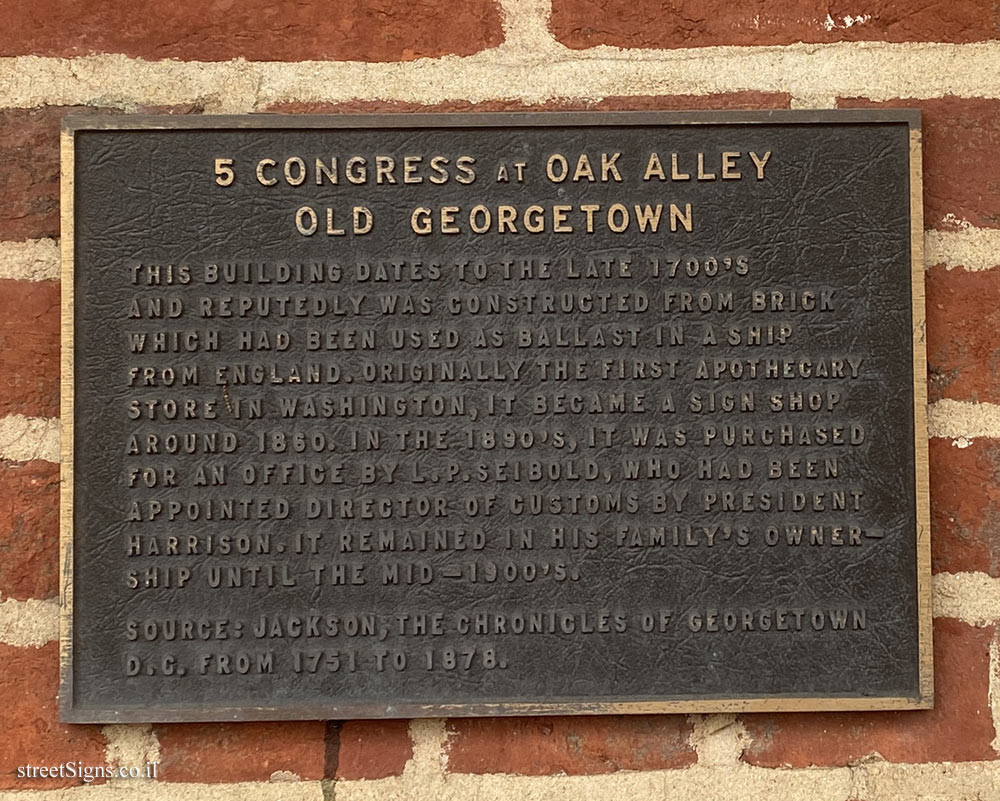 5 CONGRESS AT OAK ALLEY
OLD GEORGETOWN
THIS BUILDING DATES TO THE LATE 1700'S
AND REPUTEDLY WAS CONSTRUCTED FROM BRICK
WHICH HAD BEEN USED AS BALLAST IN A SHIP
FROM ENGLAND. ORIGINALLY THE FIRST APOTHECARY
STORE IN WASHINGTON, IT BECAME A SIGN SHOP
AROUND 1860. IN THE 1890'S, IT WAS PURCHASED
FOR AN OFFICE BY L.P. SEIBOLD, WHO HAD BEEN
APPOINTED DIRECTOR OF CUSTOMS BY PRESIDENT
HARRISON. IT REMAINED IN HIS FAMILY'S OWNER-
SHIP UNTIL THE MID-1900'S.
SOURCE: JACKSON, THE CHRONICLES OF GEORGETOWN
D.C. FROM 1751 TO 1878.
streetSigns.co.il